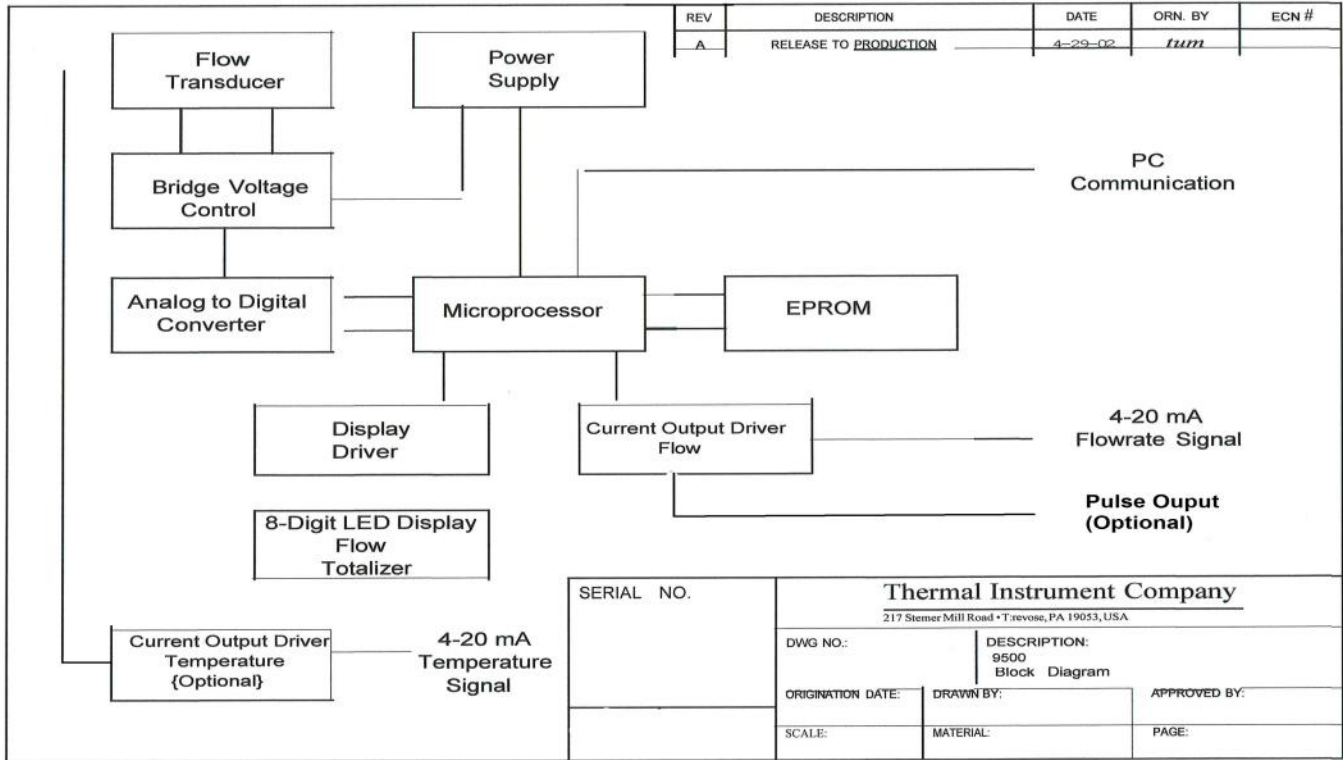 REV DESCRIPTION DATE ORN. BY ECN #
A RELEASE TO PRODUCTION 4-29-02 tum
Flow
Transducer
Power
Supply
PC
Communication
Bridge Voltage
Control
Analog to Digital
Converter
Microprocessor
EPROM
Display
Driver
Current Output Driver
Flow
4-20 mA
Flowrate Signal
Pulse Ouput
(Optional)
8-Digit LED Display
Flow
Totalizer
Current Output Driver
Temperature
{Optional}
4-20 mA
Temperature
Signal
SERIAL NO.
Thermal Instrument Company
217 Stemer Mill Road • T:revose, PA 19053, USA
DWG NO.:
DESCRIPTION:
9500
Block Diagram
ORIGINATION DATE: DRAWN BY: APPROVED BY:
SCALE: MATERIAL: PAGE: